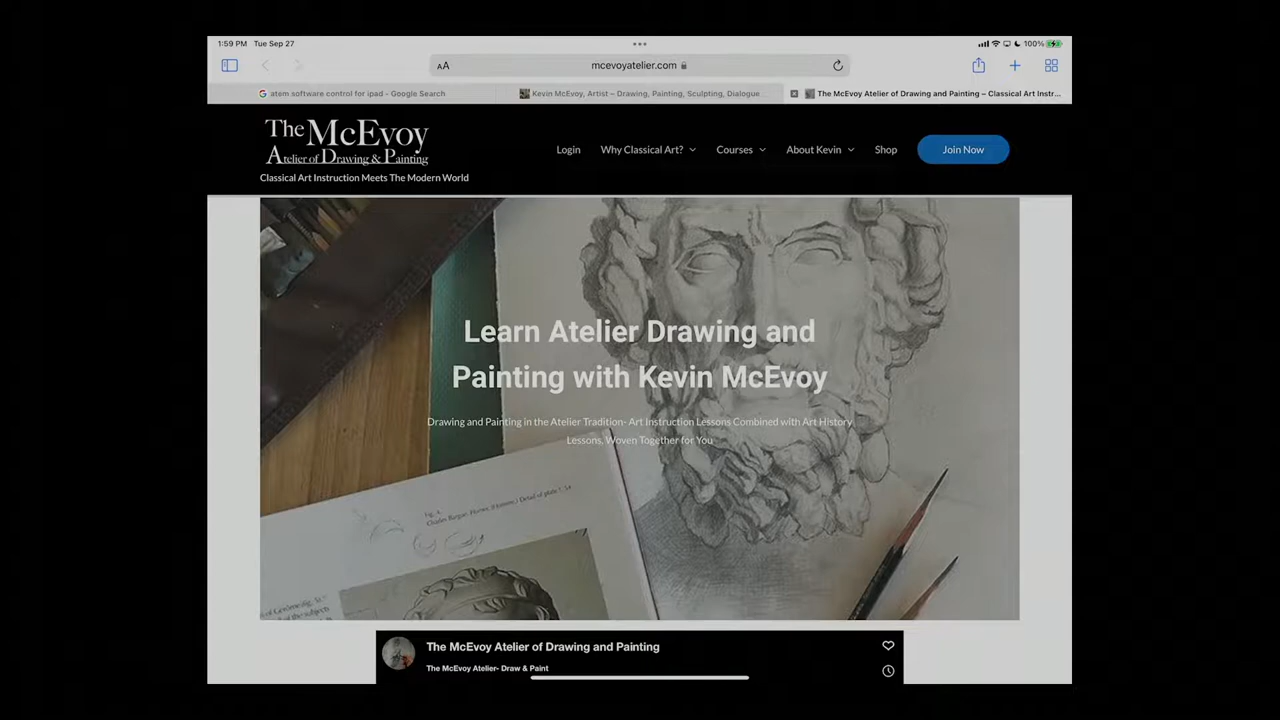 1:59 PM Tue Sep 27
100%
AA
mcevoyatelier.com
atem software control for ipad - Google Search
Kevin McEvoy, Artist – Drawing, Painting, Sculpting, Dialogue...
The McEvoy Atelier of Drawing and Painting – Classical Art Instr...
The McEvoy
Atelier of Drawing & Painting
Classical Art Instruction Meets The Modern World
Login
Why Classical Art?
Courses
About Kevin
Shop
Join Now
Learn Atelier Drawing and
Painting with Kevin McEvoy
Drawing and Painting in the Atelier Tradition- Art Instruction Lessons Combined with Art History
Lessons, Woven Together for You
The McEvoy Atelier of Drawing and Painting
The McEvoy Atelier- Draw & Paint